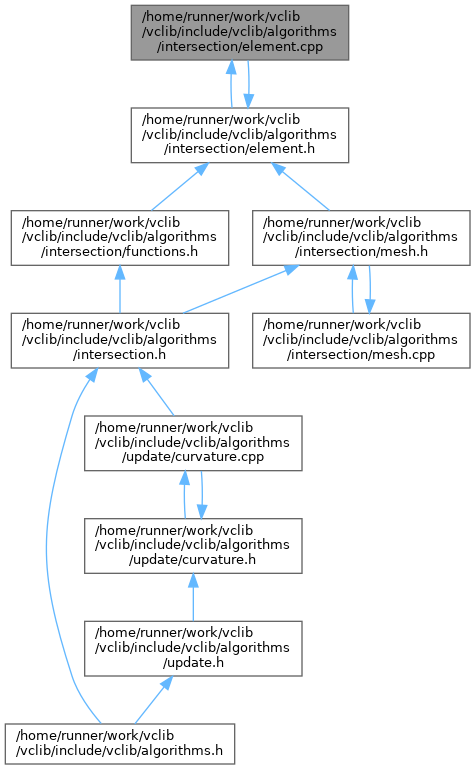 /home/runner/work/vclib
/vclib/include/vclib/algorithms
/intersection/element.cpp
/home/runner/work/vclib
/vclib/include/vclib/algorithms
/intersection/element.h
/home/runner/work/vclib
/vclib/include/vclib/algorithms
/intersection/functions.h
/home/runner/work/vclib
/vclib/include/vclib/algorithms
/intersection/mesh.h
/home/runner/work/vclib
/vclib/include/vclib/algorithms
/intersection.h
/home/runner/work/vclib
/vclib/include/vclib/algorithms
/intersection/mesh.cpp
/home/runner/work/vclib
/vclib/include/vclib/algorithms
/update/curvature.cpp
/home/runner/work/vclib
/vclib/include/vclib/algorithms
/update/curvature.h
/home/runner/work/vclib
/vclib/include/vclib/algorithms
/update.h
/home/runner/work/vclib
/vclib/include/vclib/algorithms.h